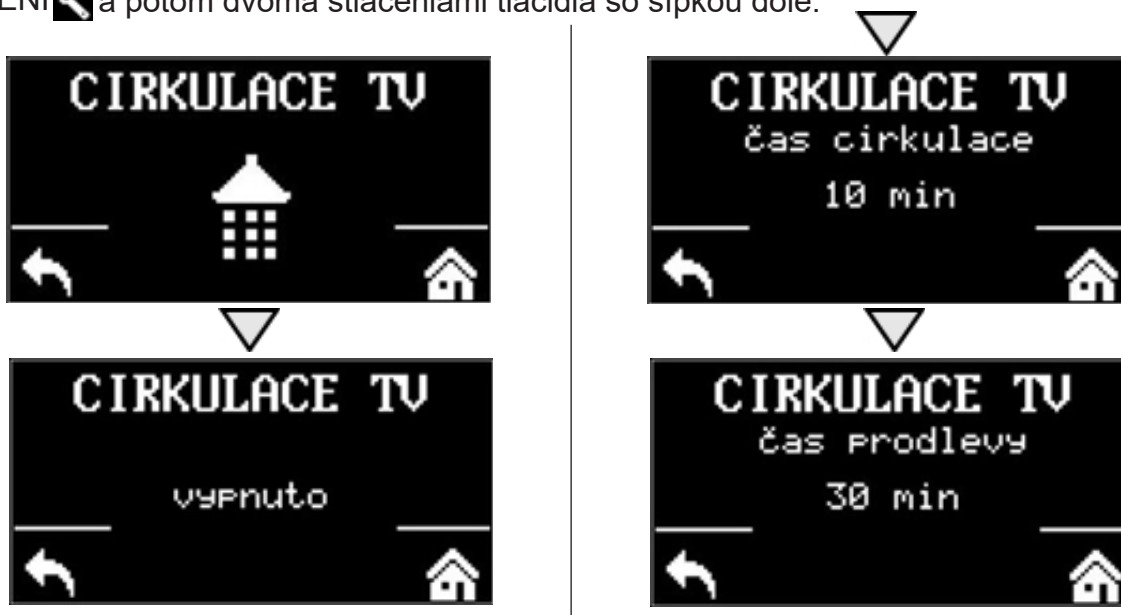 a potom dvoma stlačeniami tlačidla so šípkou dole.
CIRKULACE TV
CIRKULACE TV
vypnuto
CIRKULACE TV
čas cirkulace
10 min
CIRKULACE TV
čas prodlevy
30 min